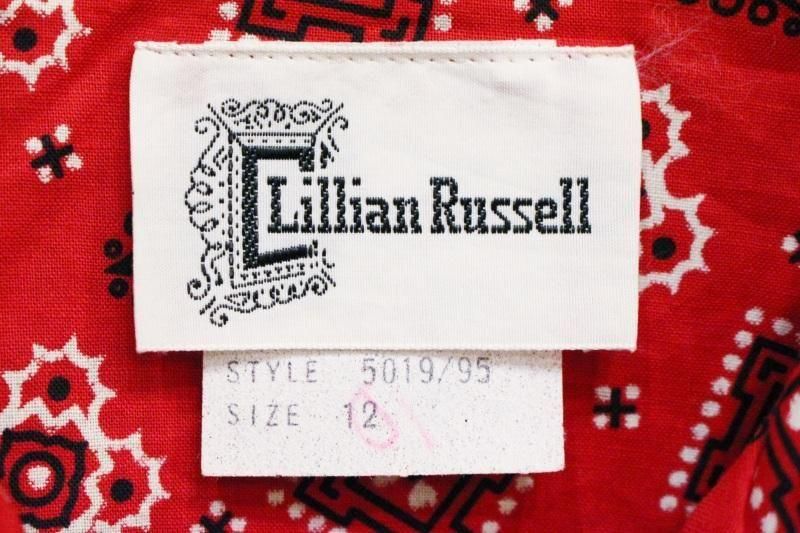 Lillian Russell
STYLE 5019/95
SIZE 12